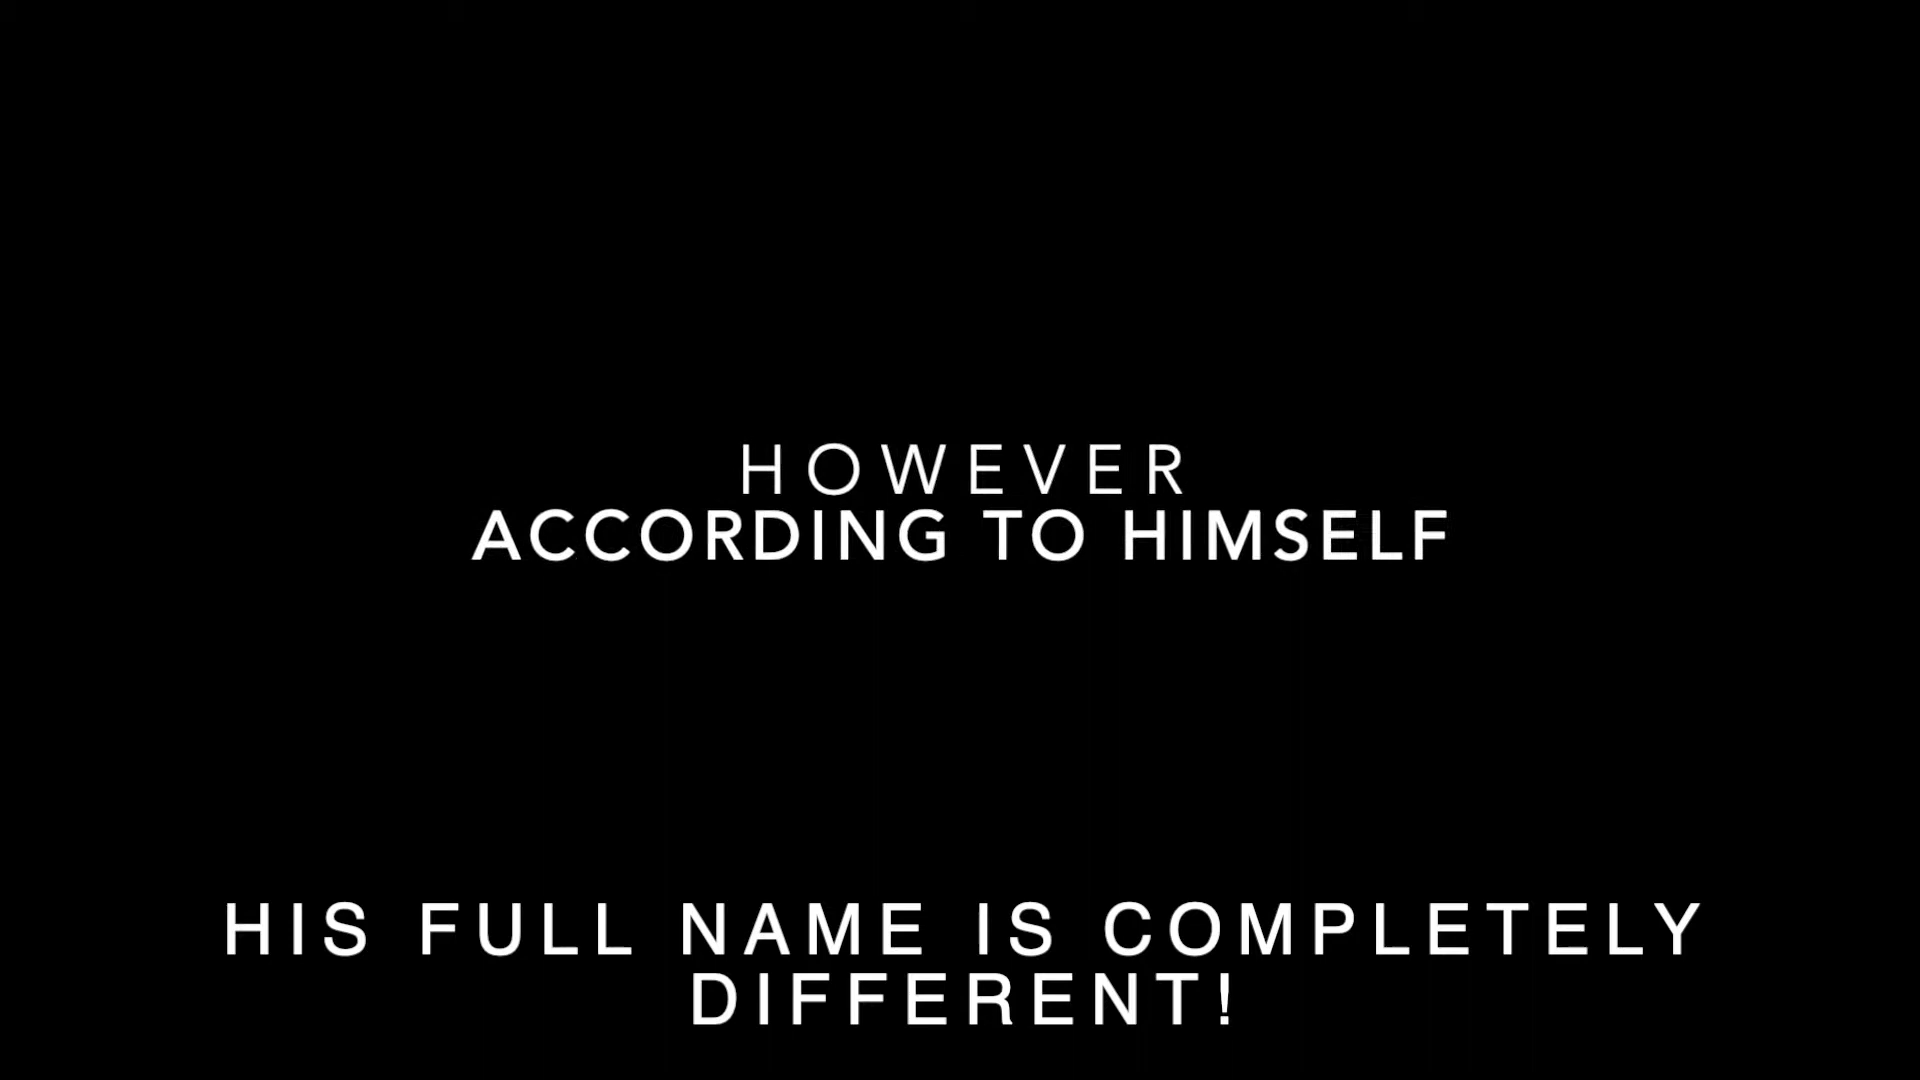 HOWEVER
ACCORDING TO HIMSELF
HIS FULL NAME IS COMPLETELY
DIFFERENT!